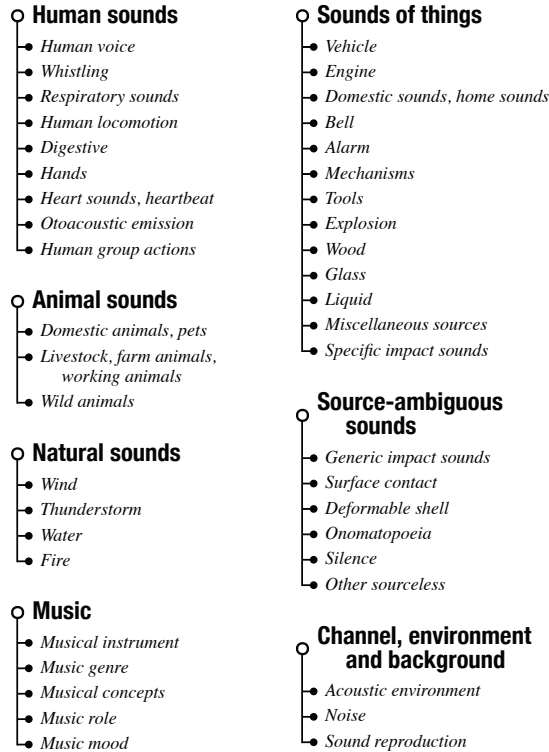 Human sounds
Human voice
Whistling
Respiratory sounds
Human locomotion
Digestive
Hands
Heart sounds, heartbeat
Otoacoustic emission
Human group actions
Animal sounds
Domestic animals, pets
Livestock, farm animals,
working animals
Wild animals
Natural sounds
Wind
Thunderstorm
Water
Fire
Music
Musical instrument
Music genre
Musical concepts
Music role
Music mood
Sounds of things
Vehicle
Engine
Domestic sounds, home sounds
Bell
Alarm
Mechanisms
Tools
Explosion
Wood
Glass
Liquid
Miscellaneous sources
Specific impact sounds
Source-ambiguous
sounds
Generic impact sounds
Surface contact
Deformable shell
Onomatopoeia
Silence
Other sourceless
Channel, environment
and background
Acoustic environment
Noise
Sound reproduction